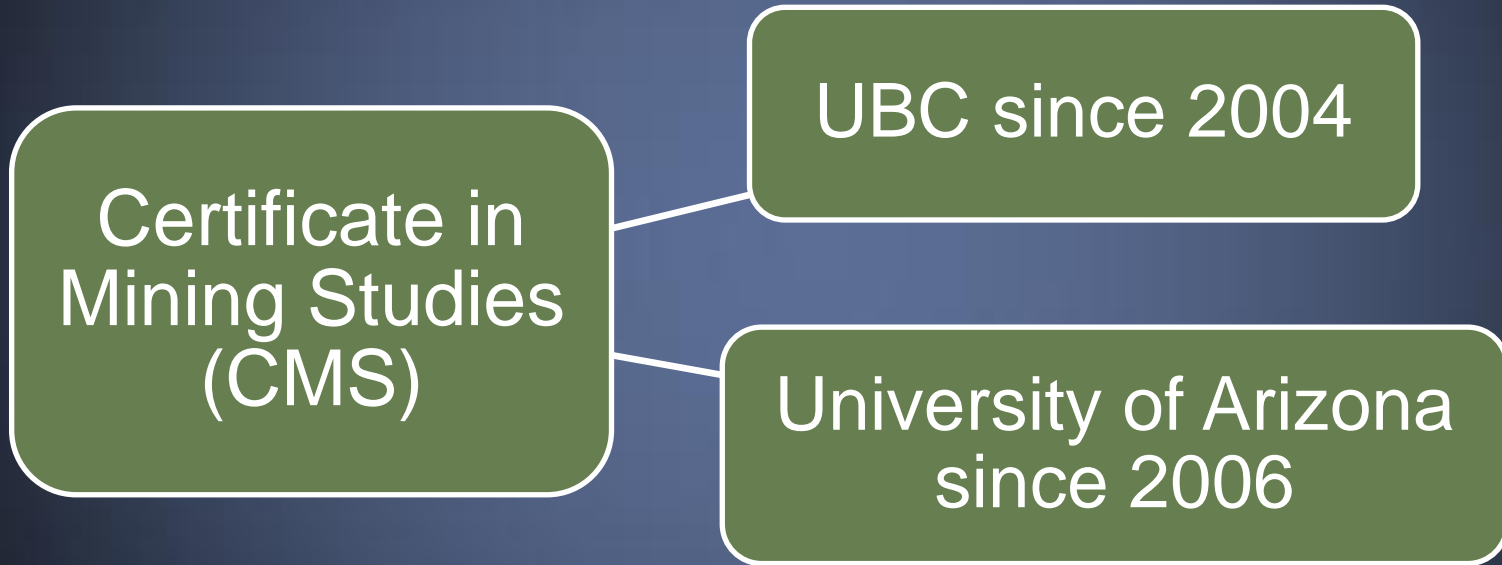 Certificate in
Mining Studies
(CMS)
UBC since 2004
University of Arizona
since 2006